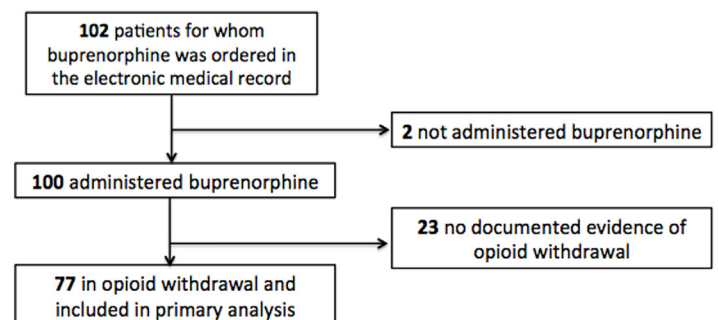 102 patients for whom
buprenorphine was ordered in
the electronic medical record
2 not administered buprenorphine
100 administered buprenorphine
23 no documented evidence of
opioid withdrawal
77 in opioid withdrawal and
included in primary analysis